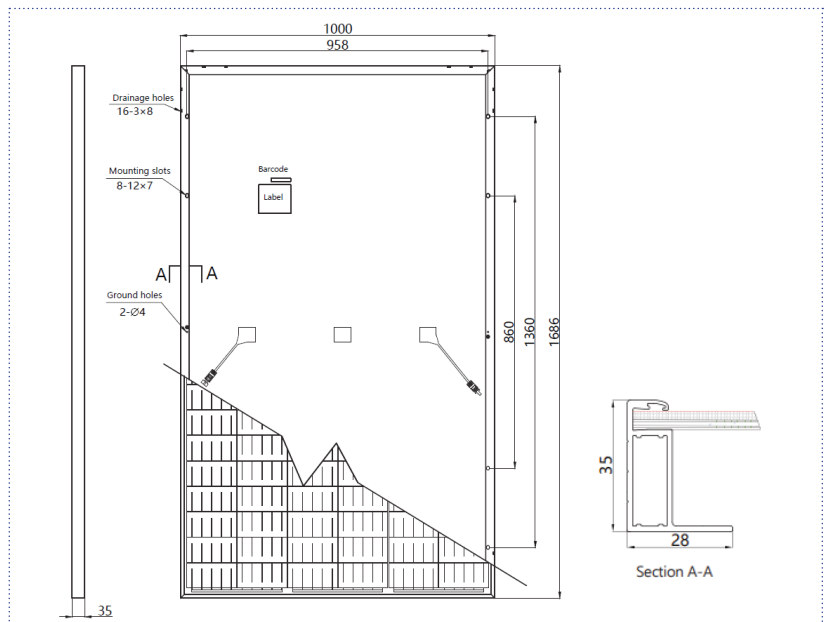 1000
958
Drainage holes
16-3×8
Mounting slots
8-12×7
Barcode
Label
A A
Ground holes
2-Ø4
860
1360
1686
35
35
28
Section A-A